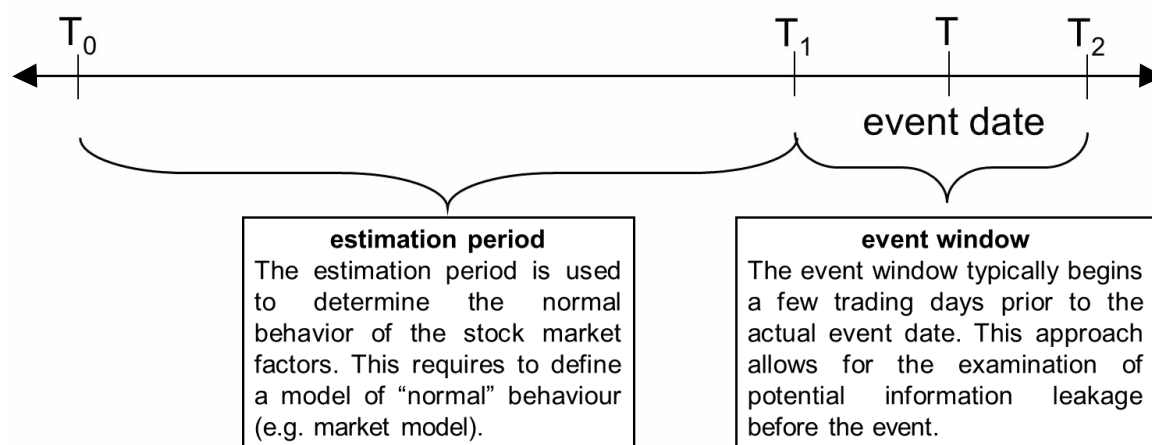 T0 T1 T T2
event date
estimation period
The estimation period is used
to determine the normal
behavior of the stock market
factors. This requires to define
a model of “normal” behaviour
(e.g. market model).
event window
The event window typically begins
a few trading days prior to the
actual event date. This approach
allows for the examination of
potential information leakage
before the event.